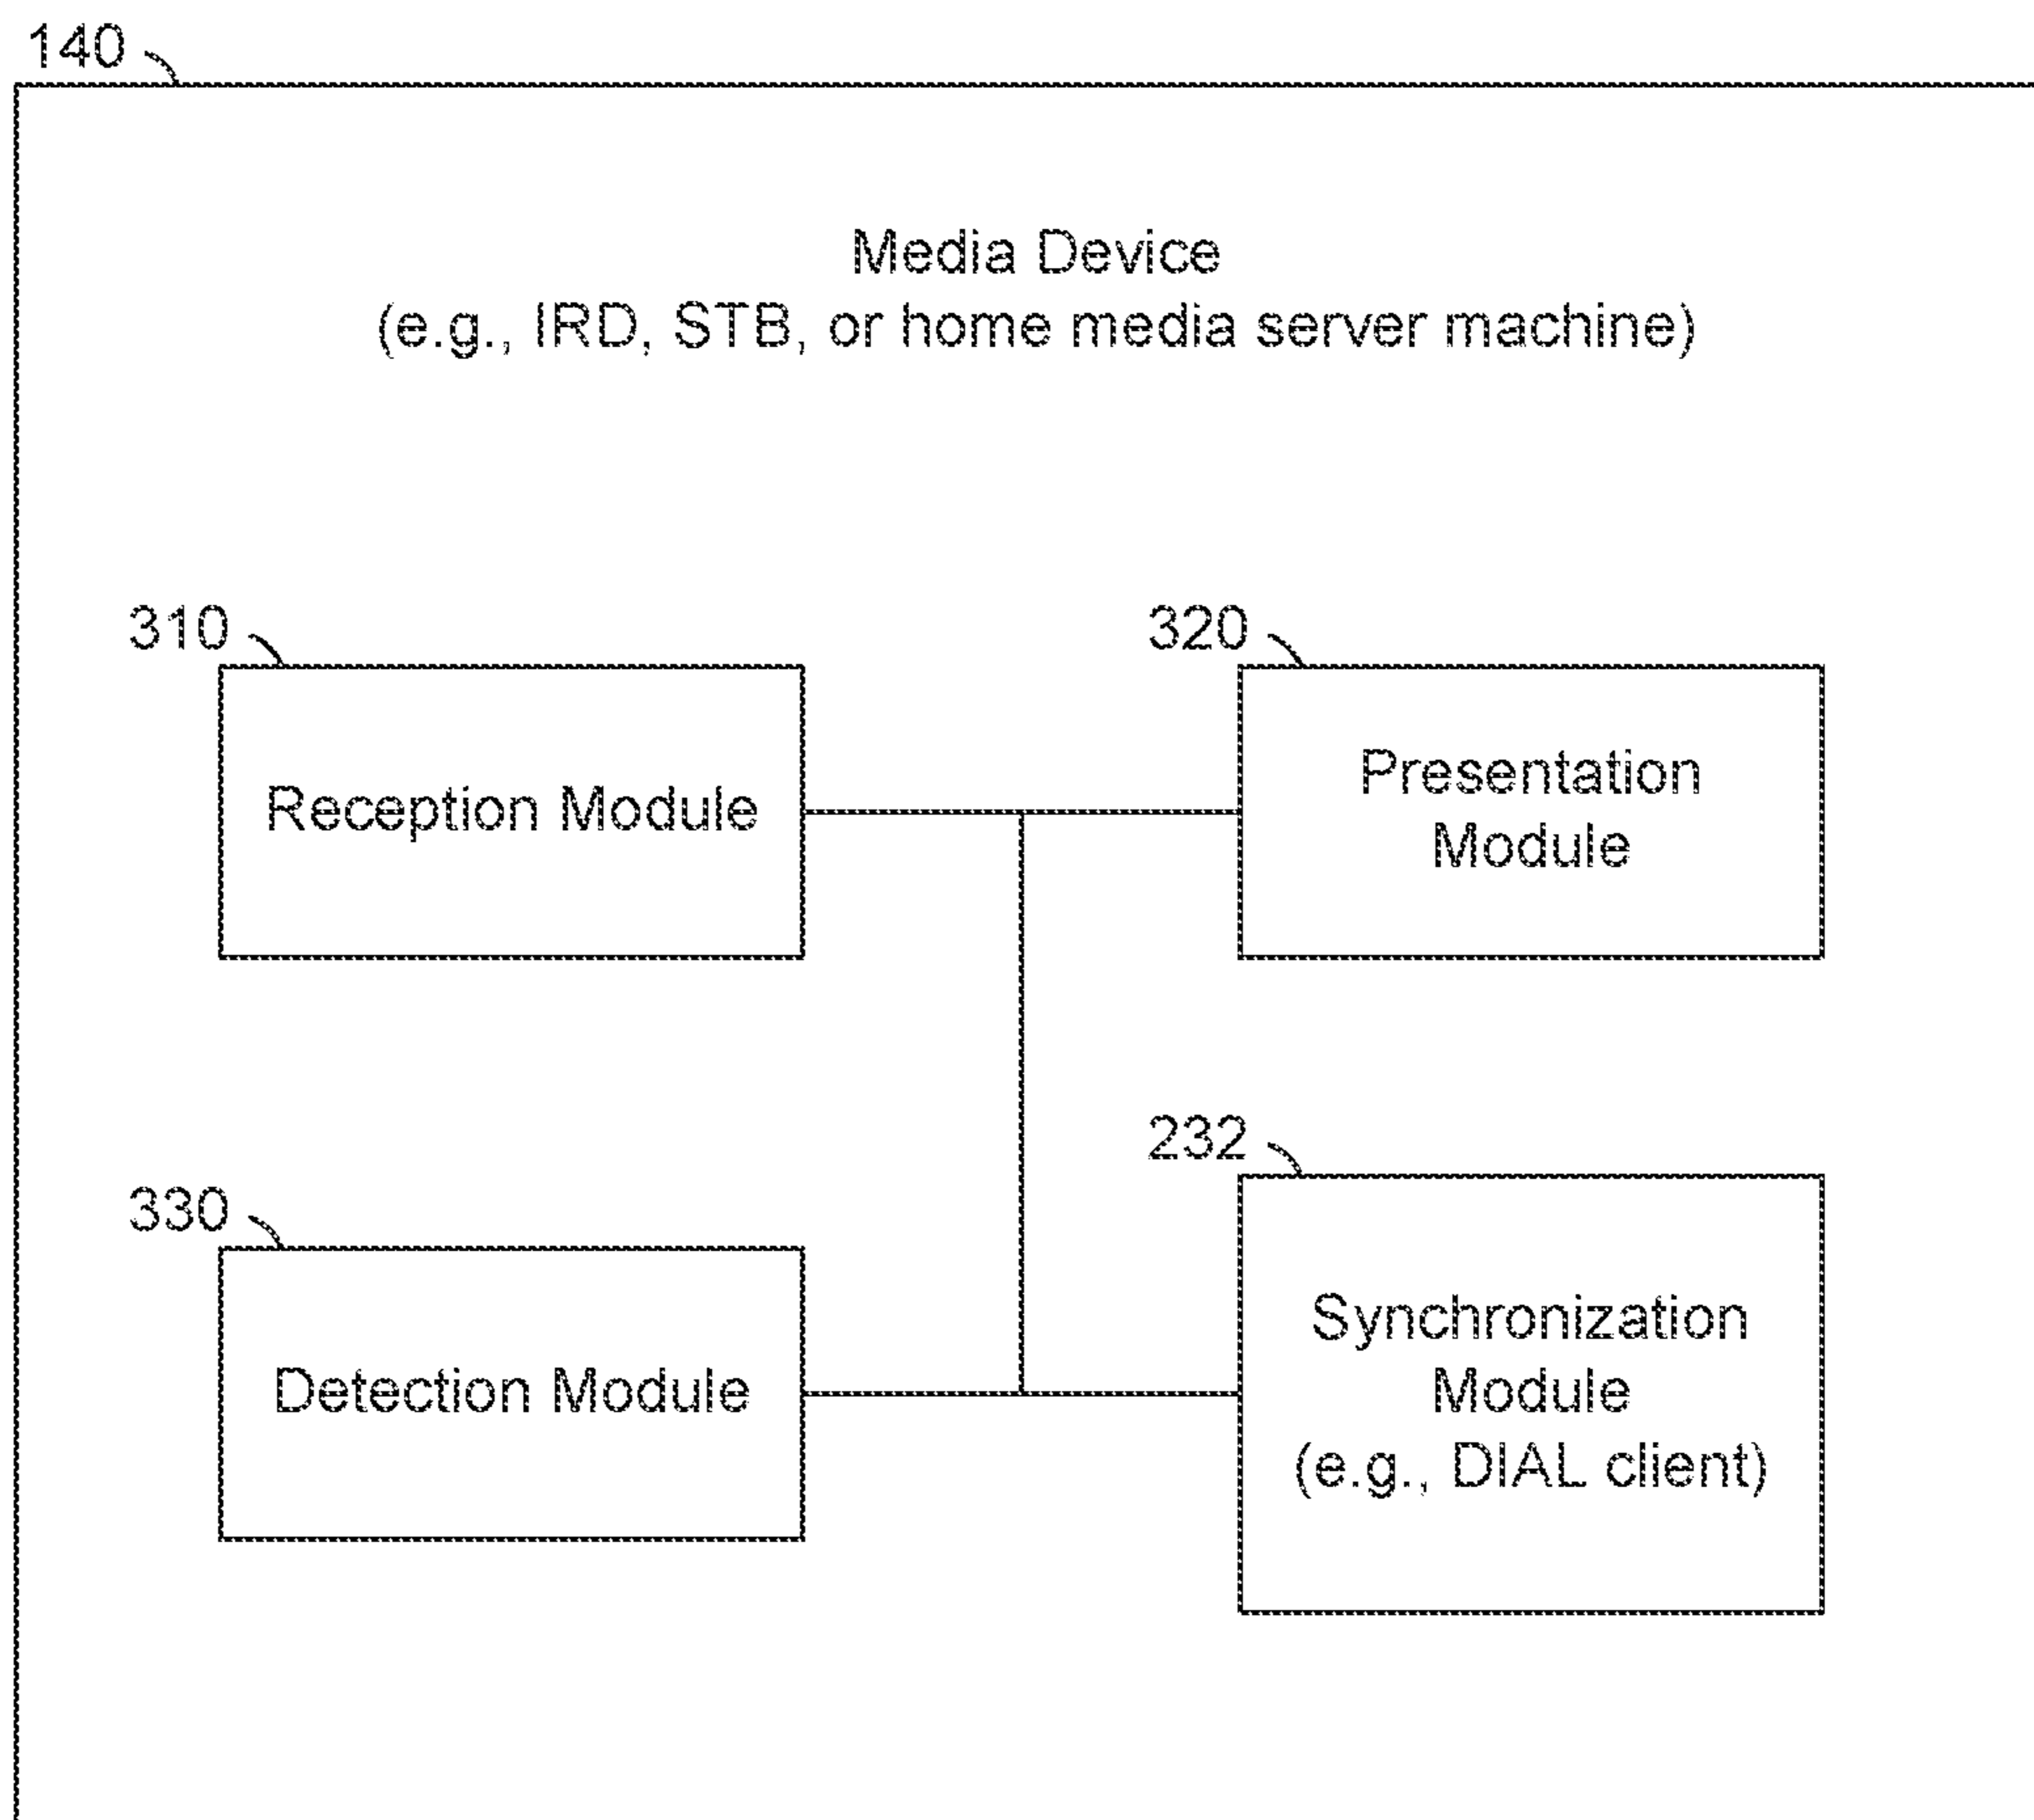 140
Media Device
(e.g., IRD, STB, or home media server machine)
310
Reception Module
320
Presentation
Module
330
Detection Module
232
Synchronization
Module
(e.g., DIAL client)